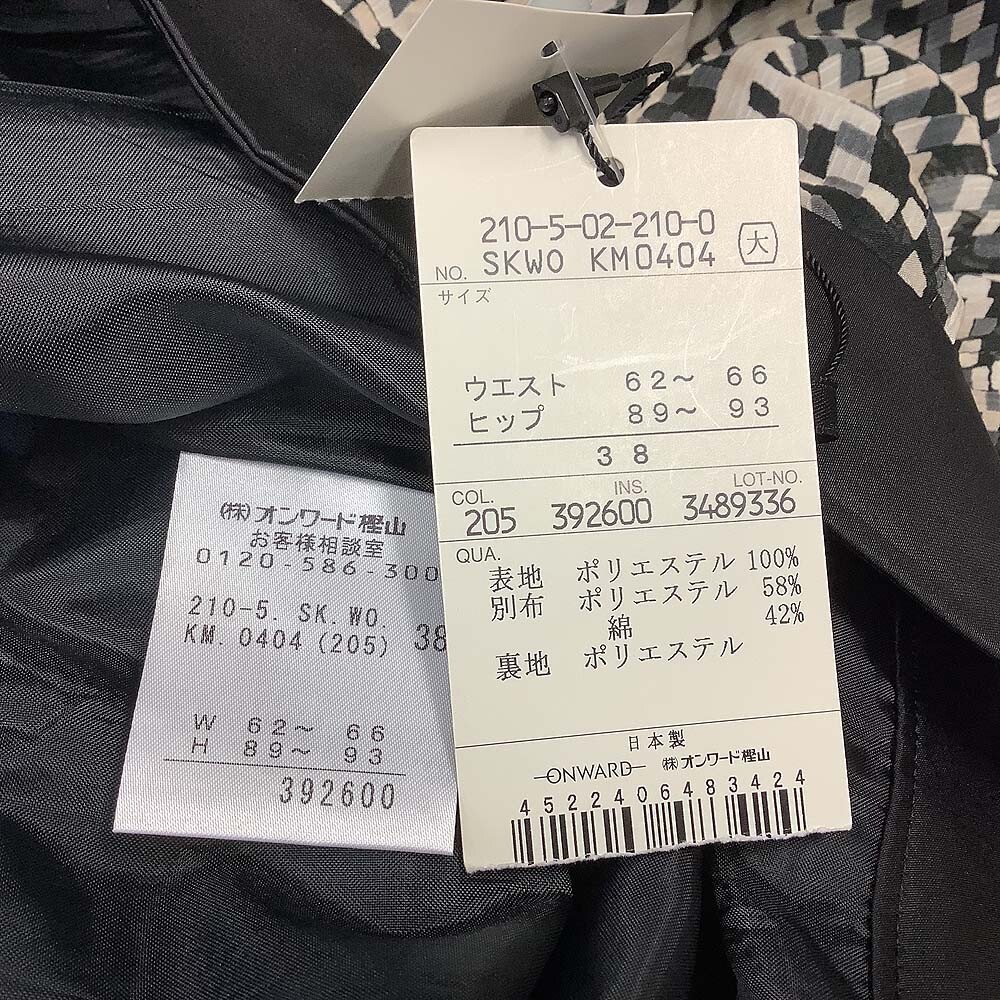 210-5-02-210-0
NO. SKWO KM0404 大
サイズ
ウエスト 62～ 66
ヒップ 89～ 93
38
COL. INS. LOT-NO.
205 392600 3489336
QUA.
表地 ポリエステル 100%
別布 ポリエステル 58%
綿 42%
裏地 ポリエステル
日本製
ONWARD ㈱オンワード樫山
4522406483424
㈱オンワード樫山
お客様相談室
0120-586-300
210-5. SK. WO.
KM. 0404 (205) 38
W 62～ 66
H 89～ 93
392600